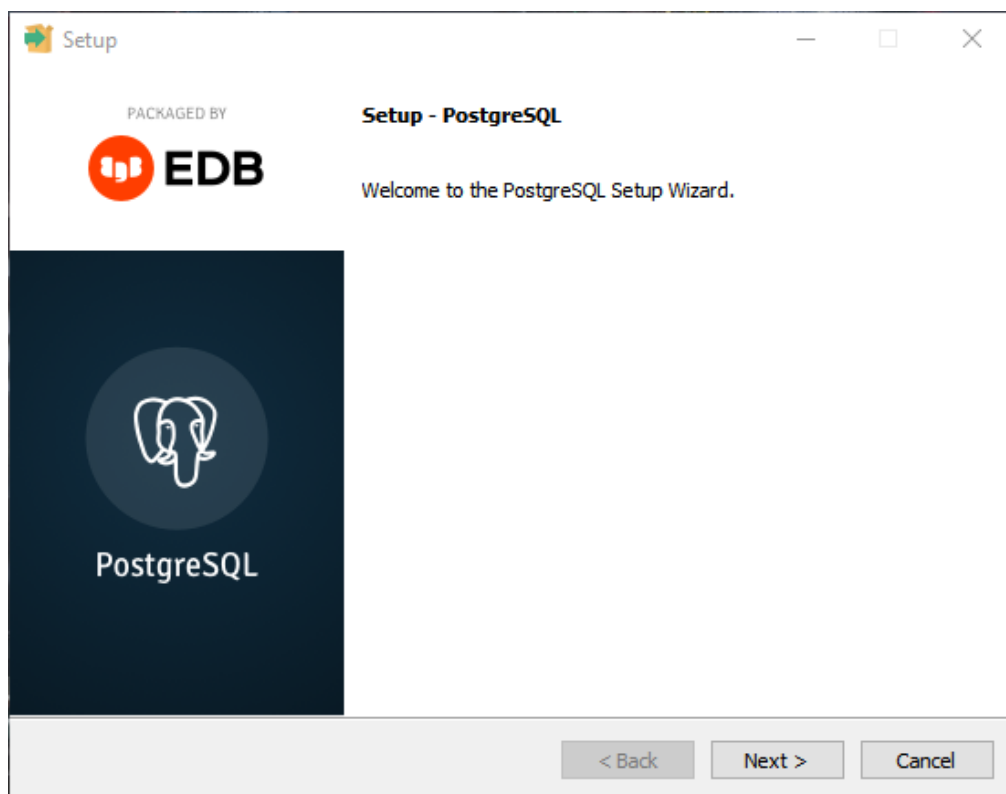 Setup
PACKAGED BY
EDB
Setup - PostgreSQL
Welcome to the PostgreSQL Setup Wizard.
PostgreSQL
< Back
Next >
Cancel